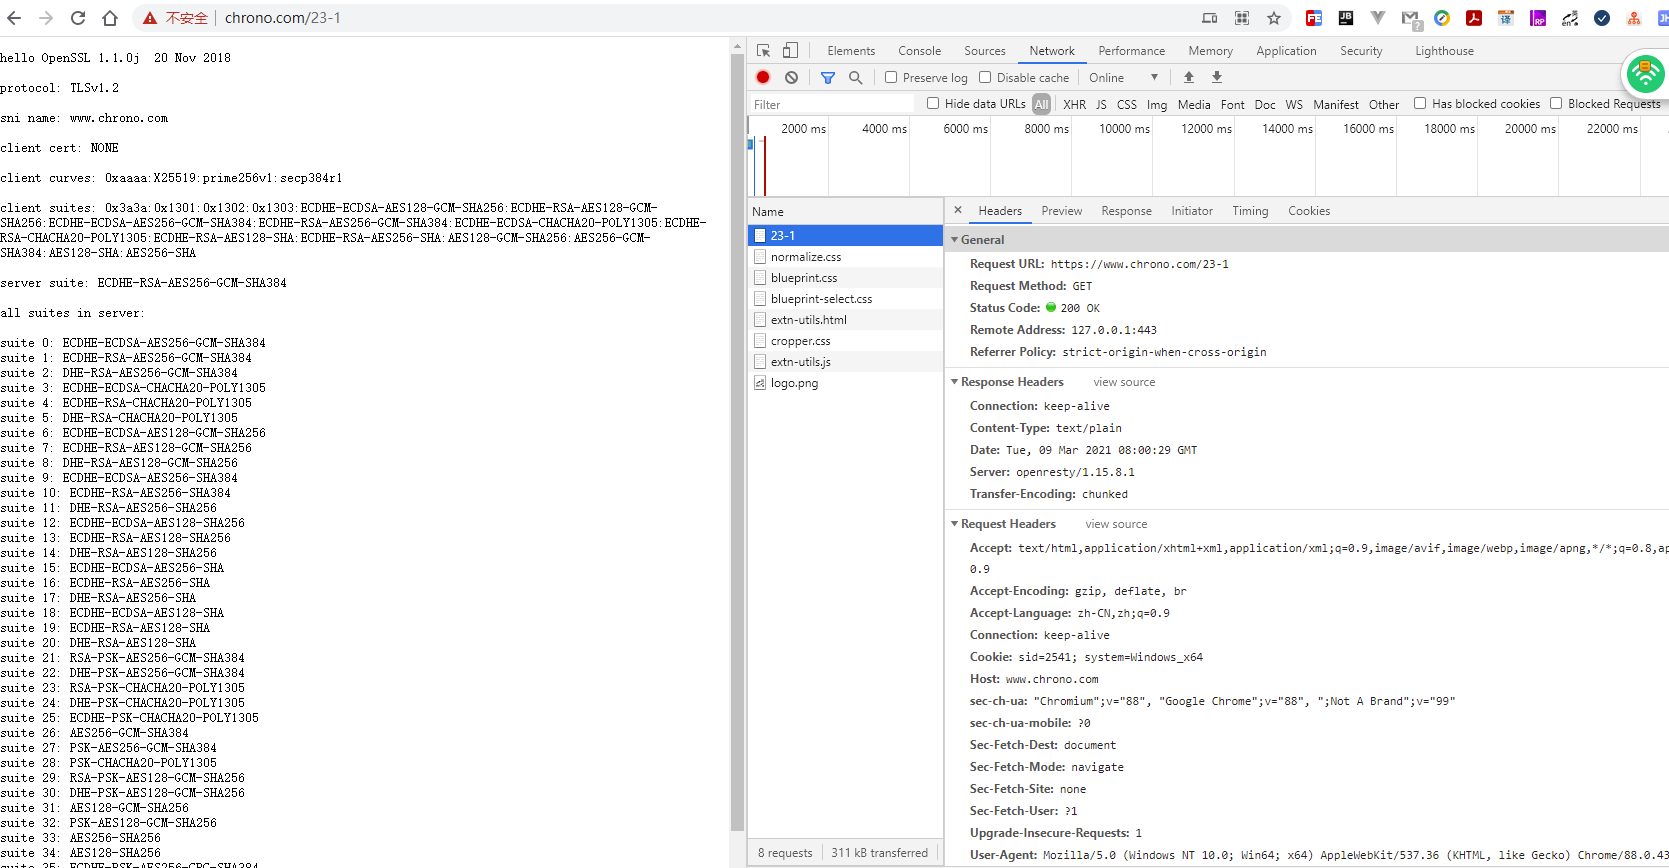 不安全 chrono.com/23-1
hello OpenSSL 1.1.0j  20 Nov 2018
protocol: TLSv1.2
sni name: www.chrono.com
client cert: NONE
client curves: 0xaaaa:X25519:prime256v1:secp384r1
client suites: 0x3a3a:0x1301:0x1302:0x1303:ECDHE-ECDSA-AES128-GCM-SHA256:ECDHE-RSA-AES128-GCM-
SHA256:ECDHE-ECDSA-AES256-GCM-SHA384:ECDHE-RSA-AES256-GCM-SHA384:ECDHE-ECDSA-CHACHA20-POLY1305:ECDHE-
RSA-CHACHA20-POLY1305:ECDHE-RSA-AES128-SHA:ECDHE-RSA-AES256-SHA:AES128-GCM-SHA256:AES256-GCM-
SHA384:AES128-SHA:AES256-SHA
server suite: ECDHE-RSA-AES256-GCM-SHA384
all suites in server:
suite 0: ECDHE-ECDSA-AES256-GCM-SHA384
suite 1: ECDHE-RSA-AES256-GCM-SHA384
suite 2: DHE-RSA-AES256-GCM-SHA384
suite 3: ECDHE-ECDSA-CHACHA20-POLY1305
suite 4: ECDHE-RSA-CHACHA20-POLY1305
suite 5: DHE-RSA-CHACHA20-POLY1305
suite 6: ECDHE-ECDSA-AES128-GCM-SHA256
suite 7: ECDHE-RSA-AES128-GCM-SHA256
suite 8: DHE-RSA-AES128-GCM-SHA256
suite 9: ECDHE-ECDSA-AES256-SHA384
suite 10: ECDHE-RSA-AES256-SHA384
suite 11: DHE-RSA-AES256-SHA256
suite 12: ECDHE-ECDSA-AES128-SHA256
suite 13: ECDHE-RSA-AES128-SHA256
suite 14: DHE-RSA-AES128-SHA256
suite 15: ECDHE-ECDSA-AES256-SHA
suite 16: ECDHE-RSA-AES256-SHA
suite 17: DHE-RSA-AES256-SHA
suite 18: ECDHE-ECDSA-AES128-SHA
suite 19: ECDHE-RSA-AES128-SHA
suite 20: DHE-RSA-AES128-SHA
suite 21: RSA-PSK-AES256-GCM-SHA384
suite 22: DHE-PSK-AES256-GCM-SHA384
suite 23: RSA-PSK-CHACHA20-POLY1305
suite 24: DHE-PSK-CHACHA20-POLY1305
suite 25: ECDHE-PSK-CHACHA20-POLY1305
suite 26: AES256-GCM-SHA384
suite 27: PSK-AES256-GCM-SHA384
suite 28: PSK-CHACHA20-POLY1305
suite 29: RSA-PSK-AES128-GCM-SHA256
suite 30: DHE-PSK-AES128-GCM-SHA256
suite 31: AES128-GCM-SHA256
suite 32: PSK-AES128-GCM-SHA256
suite 33: AES256-SHA256
suite 34: AES128-SHA256
suite 35: ECDHE-PSK-AES256-CBC-SHA384
Elements Console Sources Network Performance Memory Application Security Lighthouse
Preserve log Disable cache Online
Filter Hide data URLs All XHR JS CSS Img Media Font Doc WS Manifest Other Has blocked cookies Blocked Requests
2000 ms 4000 ms 6000 ms 8000 ms 10000 ms 12000 ms 14000 ms 16000 ms 18000 ms 20000 ms 22000 ms
Name
23-1
normalize.css
blueprint.css
blueprint-select.css
extn-utils.html
cropper.css
extn-utils.js
logo.png
8 requests 311 kB transferred
× Headers Preview Response Initiator Timing Cookies
General
Request URL: https://www.chrono.com/23-1
Request Method: GET
Status Code: 200 OK
Remote Address: 127.0.0.1:443
Referrer Policy: strict-origin-when-cross-origin
Response Headers view source
Connection: keep-alive
Content-Type: text/plain
Date: Tue, 09 Mar 2021 08:00:29 GMT
Server: openresty/1.15.8.1
Transfer-Encoding: chunked
Request Headers view source
Accept: text/html,application/xhtml+xml,application/xml;q=0.9,image/avif,image/webp,image/apng,*/*;q=0.8,ap
0.9
Accept-Encoding: gzip, deflate, br
Accept-Language: zh-CN,zh;q=0.9
Connection: keep-alive
Cookie: sid=2541; system=Windows_x64
Host: www.chrono.com
sec-ch-ua: "Chromium";v="88", "Google Chrome";v="88", ";Not A Brand";v="99"
sec-ch-ua-mobile: ?0
Sec-Fetch-Dest: document
Sec-Fetch-Mode: navigate
Sec-Fetch-Site: none
Sec-Fetch-User: ?1
Upgrade-Insecure-Requests: 1
User-Agent: Mozilla/5.0 (Windows NT 10.0; Win64; x64) AppleWebKit/537.36 (KHTML, like Gecko) Chrome/88.0.43